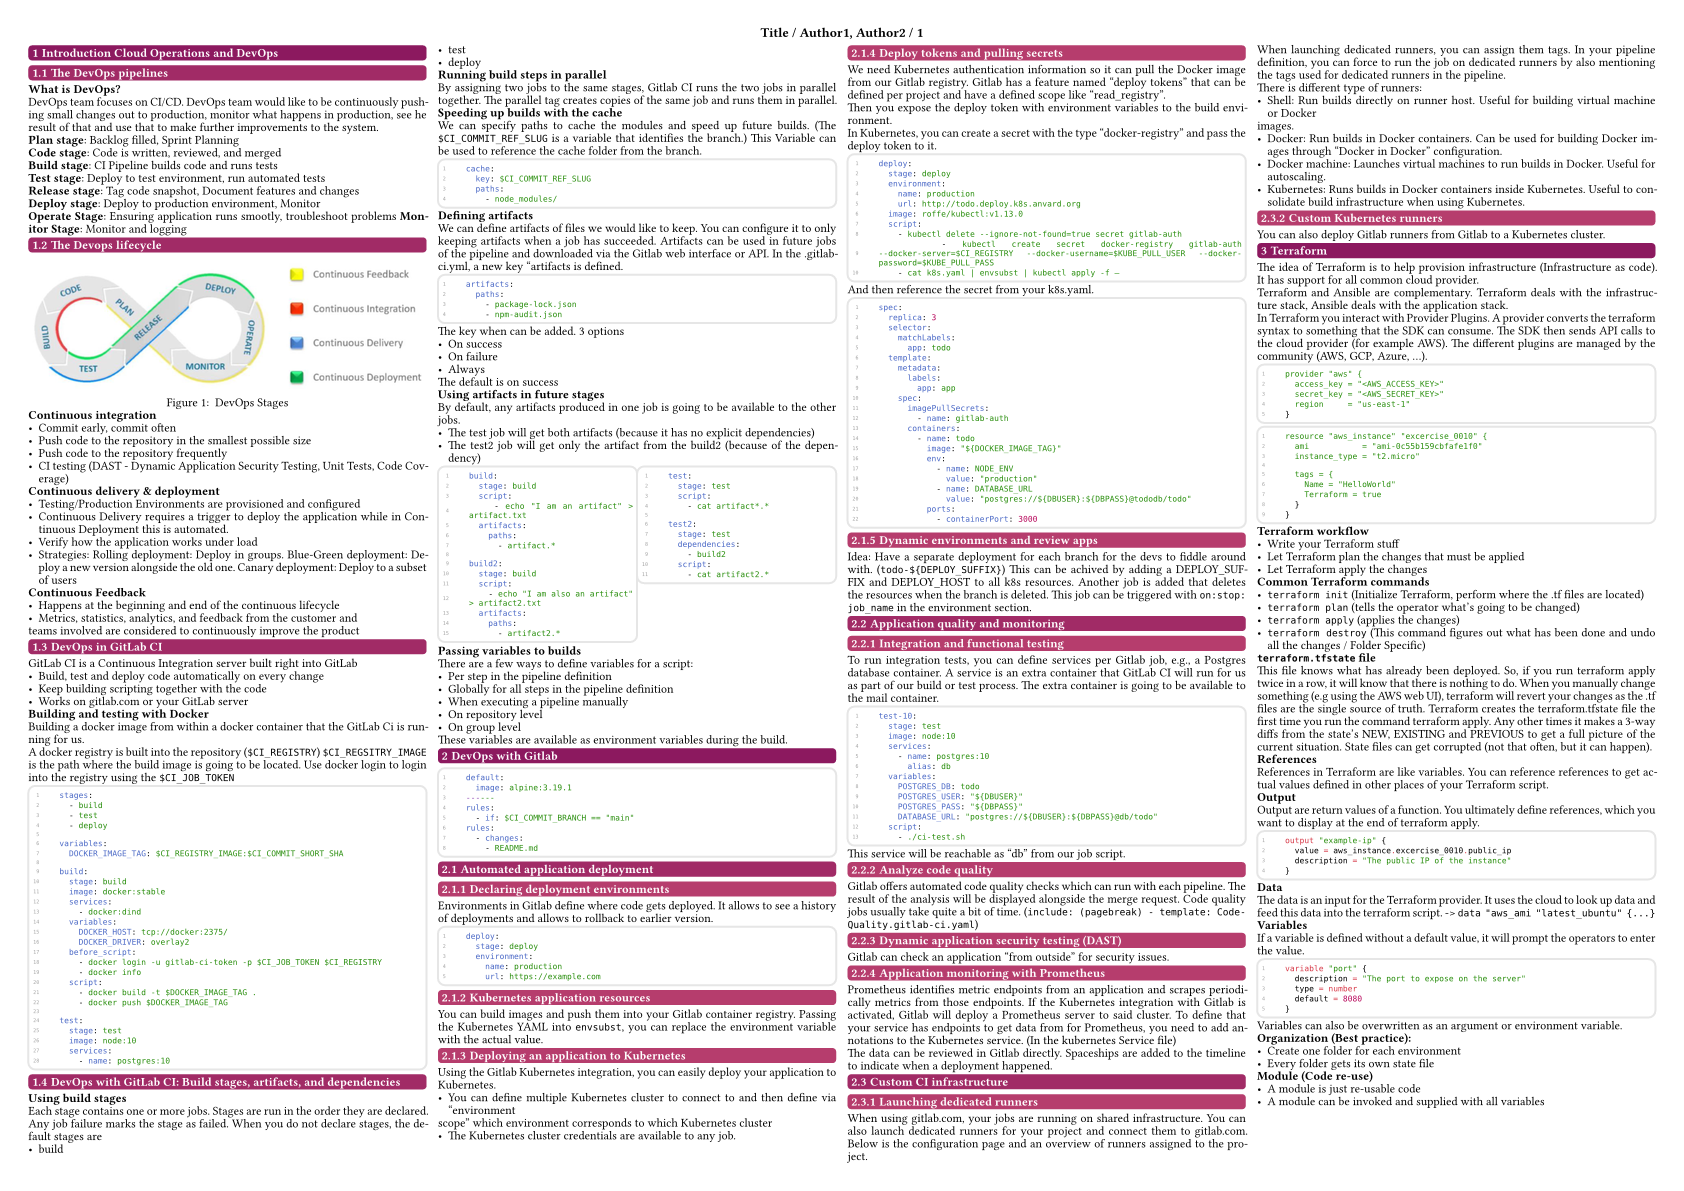 Title / Author1, Author2 / 1
1 Introduction Cloud Operations and DevOps
1.1 The DevOps pipelines
What is DevOps?
DevOps team focuses on CI/CD. DevOps team would like to be continuously push-
ing small changes out to production, monitor what happens in production, see he
result of that and use that to make further improvements to the system.
Plan stage: Backlog filled, Sprint Planning
Code stage: Code is written, reviewed, and merged
Build stage: CI Pipeline builds code and runs tests
Test stage: Deploy to test environment, run automated tests
Release stage: Tag code snapshot, Document features and changes
Deploy stage: Deploy to production environment, Monitor
Operate Stage: Ensuring application runs smootly, troubleshoot problems Mon-
itor Stage: Monitor and logging
1.2 The Devops lifecycle
CODE
PLAN
BUILD
TEST
RELEASE
DEPLOY
OPERATE
MONITOR
Continuous Feedback
Continuous Integration
Continuous Delivery
Continuous Deployment
Figure 1: DevOps Stages
Continuous integration
• Commit early, commit often
• Push code to the repository in the smallest possible size
• Push code to the repository frequently
• CI testing (DAST - Dynamic Application Security Testing, Unit Tests, Code Cov-
erage)
Continuous delivery & deployment
• Testing/Production Environments are provisioned and configured
• Continuous Delivery requires a trigger to deploy the application while in Con-
tinuous Deployment this is automated.
• Verify how the application works under load
• Strategies: Rolling deployment: Deploy in groups. Blue-Green deployment: De-
ploy a new version alongside the old one. Canary deployment: Deploy to a subset
of users
Continuous Feedback
• Happens at the beginning and end of the continuous lifecycle
• Metrics, statistics, analytics, and feedback from the customer and
teams involved are considered to continuously improve the product
1.3 DevOps in GitLab CI
GitLab CI is a Continuous Integration server built right into GitLab
• Build, test and deploy code automatically on every change
• Keep building scripting together with the code
• Works on gitlab.com or your GitLab server
Building and testing with Docker
Building a docker image from within a docker container that the GitLab Ci is run-
ning for us.
A docker registry is built into the repository ($CI_REGISTRY) $CI_REGSITRY_IMAGE
is the path where the build image is going to be located. Use docker login to login
into the registry using the $CI_JOB_TOKEN
1 stages:
2 - build
3 - test
4 - deploy
5
6 variables:
7 DOCKER_IMAGE_TAG: $CI_REGISTRY_IMAGE:$CI_COMMIT_SHORT_SHA
8
9 build:
10 stage: build
11 image: docker:stable
12 services:
13 - docker:dind
14 variables:
15 DOCKER_HOST: tcp://docker:2375/
16 DOCKER_DRIVER: overlay2
17 before_script:
18 - docker login -u gitlab-ci-token -p $CI_JOB_TOKEN $CI_REGISTRY
19 - docker info
20 script:
21 - docker build -t $DOCKER_IMAGE_TAG .
22 - docker push $DOCKER_IMAGE_TAG
23
24 test:
25 stage: test
26 image: node:10
27 services:
28 - name: postgres:10
1.4 DevOps with GitLab CI: Build stages, artifacts, and dependencies
Using build stages
Each stage contains one or more jobs. Stages are run in the order they are declared.
Any job failure marks the stage as failed. When you do not declare stages, the de-
fault stages are
• build
• test
• deploy
Running build steps in parallel
By assigning two jobs to the same stages, Gitlab CI runs the two jobs in parallel
together. The parallel tag creates copies of the same job and runs them in parallel.
Speeding up builds with the cache
We can specify paths to cache the modules and speed up future builds. (The
$CI_COMMIT_REF_SLUG is a variable that identifies the branch.) This Variable can
be used to reference the cache folder from the branch.
1 cache:
2 key: $CI_COMMIT_REF_SLUG
3 paths:
4 - node_modules/
Defining artifacts
We can define artifacts of files we would like to keep. You can configure it to only
keeping artifacts when a job has succeeded. Artifacts can be used in future jobs
of the pipeline and downloaded via the Gitlab web interface or API. In the .gitlab-
ci.yml, a new key “artifacts is defined.
1 artifacts:
2 paths:
3 - package-lock.json
4 - npm-audit.json
The key when can be added. 3 options
• On success
• On failure
• Always
The default is on success
Using artifacts in future stages
By default, any artifacts produced in one job is going to be available to the other
jobs.
• The test job will get both artifacts (because it has no explicit dependencies)
• The test2 job will get only the artifact from the build2 (because of the depen-
dency)
1 build:
2 stage: build
3 script:
4 - echo "I am an artifact" >
artifact.txt
5 artifacts:
6 paths:
7 - artifact.*
8
9 build2:
10 stage: build
11 script:
12 - echo "I am also an artifact"
> artifact2.txt
13 artifacts:
14 paths:
15 - artifact2.*
1 test:
2 stage: test
3 script:
4 - cat artifact*.*
5
6 test2:
7 stage: test
8 dependencies:
9 - build2
10 script:
11 - cat artifact2.*
Passing variables to builds
There are a few ways to define variables for a script:
• Per step in the pipeline definition
• Globally for all steps in the pipeline definition
• When executing a pipeline manually
• On repository level
• On group level
These variables are available as environment variables during the build.
2 DevOps with Gitlab
1 default:
2 image: alpine:3.19.1
3 ------
4 rules:
5 - if: $CI_COMMIT_BRANCH == "main"
6 rules:
7 - changes:
8 - README.md
2.1 Automated application deployment
2.1.1 Declaring deployment environments
Environments in Gitlab define where code gets deployed. It allows to see a history
of deployments and allows to rollback to earlier version.
1 deploy:
2 stage: deploy
3 environment:
4 name: production
5 url: https://example.com
2.1.2 Kubernetes application resources
You can build images and push them into your Gitlab container registry. Passing
the Kubernetes YAML into envsubst, you can replace the environment variable
with the actual value.
2.1.3 Deploying an application to Kubernetes
Using the Gitlab Kubernetes integration, you can easily deploy your application to
Kubernetes.
• You can define multiple Kubernetes cluster to connect to and then define via
“environment
scope” which environment corresponds to which Kubernetes cluster
• The Kubernetes cluster credentials are available to any job.
2.1.4 Deploy tokens and pulling secrets
We need Kubernetes authentication information so it can pull the Docker image
from our Gitlab registry. Gitlab has a feature named “deploy tokens” that can be
defined per project and have a defined scope like “read_registry”.
Then you expose the deploy token with environment variables to the build envi-
ronment.
In Kubernetes, you can create a secret with the type “docker-registry” and pass the
deploy token to it.
1 deploy:
2 stage: deploy
3 environment:
4 name: production
5 url: http://todo.deploy.k8s.anvard.org
6 image: roffe/kubectl:v1.13.0
7 script:
8 - kubectl delete --ignore-not-found=true secret gitlab-auth
- kubectl create secret docker-registry gitlab-auth
9 --docker-server=$CI_REGISTRY --docker-username=$KUBE_PULL_USER --docker-
password=$KUBE_PULL_PASS
10 - cat k8s.yaml | envsubst | kubectl apply -f –
And then reference the secret from your k8s.yaml.
1 spec:
2 replica: 3
3 selector:
4 matchLabels:
5 app: todo
6 template:
7 metadata:
8 labels:
9 app: app
10 spec:
11 imagePullSecrets:
12 - name: gitlab-auth
13 containers:
14 - name: todo
15 image: "${DOCKER_IMAGE_TAG}"
16 env:
17 - name: NODE_ENV
18 value: "production"
19 - name: DATABASE_URL
20 value: "postgres://${DBUSER}:${DBPASS}@tododb/todo"
21 ports:
22 - containerPort: 3000
2.1.5 Dynamic environments and review apps
Idea: Have a separate deployment for each branch for the devs to fiddle around
with. (todo-${DEPLOY_SUFFIX}) This can be achived by adding a DEPLOY_SUF-
FIX and DEPLOY_HOST to all k8s resources. Another job is added that deletes
the resources when the branch is deleted. This job can be triggered with on:stop:
job_name in the environment section.
2.2 Application quality and monitoring
2.2.1 Integration and functional testing
To run integration tests, you can define services per Gitlab job, e.g., a Postgres
database container. A service is an extra container that GitLab CI will run for us
as part of our build or test process. The extra container is going to be available to
the mail container.
1 test-10:
2 stage: test
3 image: node:10
4 services:
5 - name: postgres:10
6 alias: db
7 variables:
8 POSTGRES_DB: todo
9 POSTGRES_USER: "${DBUSER}"
10 POSTGRES_PASS: "${DBPASS}"
11 DATABASE_URL: "postgres://${DBUSER}:${DBPASS}@db/todo"
12 script:
13 - ./ci-test.sh
This service will be reachable as “db” from our job script.
2.2.2 Analyze code quality
Gitlab offers automated code quality checks which can run with each pipeline. The
result of the analysis will be displayed alongside the merge request. Code quality
jobs usually take quite a bit of time. (include: (pagebreak) - template: Code-
Quality.gitlab-ci.yaml)
2.2.3 Dynamic application security testing (DAST)
Gitlab can check an application “from outside” for security issues.
2.2.4 Application monitoring with Prometheus
Prometheus identifies metric endpoints from an application and scrapes periodi-
cally metrics from those endpoints. If the Kubernetes integration with Gitlab is
activated, Gitlab will deploy a Prometheus server to said cluster. To define that
your service has endpoints to get data from for Prometheus, you need to add an-
notations to the Kubernetes service. (In the kubernetes Service file)
The data can be reviewed in Gitlab directly. Spaceships are added to the timeline
to indicate when a deployment happened.
2.3 Custom CI infrastructure
2.3.1 Launching dedicated runners
When using gitlab.com, your jobs are running on shared infrastructure. You can
also launch dedicated runners for your project and connect them to gitlab.com.
Below is the configuration page and an overview of runners assigned to the pro-
ject.
When launching dedicated runners, you can assign them tags. In your pipeline
definition, you can force to run the job on dedicated runners by also mentioning
the tags used for dedicated runners in the pipeline.
There is different type of runners:
• Shell: Run builds directly on runner host. Useful for building virtual machine
or Docker
images.
• Docker: Run builds in Docker containers. Can be used for building Docker im-
ages through “Docker in Docker” configuration.
• Docker machine: Launches virtual machines to run builds in Docker. Useful for
autoscaling.
• Kubernetes: Runs builds in Docker containers inside Kubernetes. Useful to con-
solidate build infrastructure when using Kubernetes.
2.3.2 Custom Kubernetes runners
You can also deploy Gitlab runners from Gitlab to a Kubernetes cluster.
3 Terraform
The idea of Terraform is to help provision infrastructure (Infrastructure as code).
It has support for all common cloud provider.
Terraform and Ansible are complementary. Terraform deals with the infrastruc-
ture stack, Ansible deals with the application stack.
In Terraform you interact with Provider Plugins. A provider converts the terraform
syntax to something that the SDK can consume. The SDK then sends API calls to
the cloud provider (for example AWS). The different plugins are managed by the
community (AWS, GCP, Azure, …).
1 provider "aws" {
2 access_key = "<AWS_ACCESS_KEY>"
3 secret_key = "<AWS_SECRET_KEY>"
4 region = "us-east-1"
5 }
1 resource "aws_instance" "excercise_0010" {
2 ami = "ami-0c55b159cbfafe1f0"
3 instance_type = "t2.micro"
4
5 tags = {
6 Name = "HelloWorld"
7 Terraform = true
8 }
9 }
Terraform workflow
• Write your Terraform stuff
• Let Terraform plan the changes that must be applied
• Let Terraform apply the changes
Common Terraform commands
• terraform init (Initialize Terraform, perform where the .tf files are located)
• terraform plan (tells the operator what's going to be changed)
• terraform apply (applies the changes)
• terraform destroy (This command figures out what has been done and undo
all the changes / Folder Specific)
terraform.tfstate file
This file knows what has already been deployed. So, if you run terraform apply
twice in a row, it will know that there is nothing to do. When you manually change
something (e.g using the AWS web UI), terraform will revert your changes as the .tf
files are the single source of truth. Terraform creates the terraform.tfstate file the
first time you run the command terraform apply. Any other times it makes a 3-way
diffs from the state's NEW, EXISTING and PREVIOUS to get a full picture of the
current situation. State files can get corrupted (not that often, but it can happen).
References
References in Terraform are like variables. You can reference references to get ac-
tual values defined in other places of your Terraform script.
Output
Output are return values of a function. You ultimately define references, which you
want to display at the end of terraform apply.
1 output "example-ip" {
2 value = aws_instance.excercise_0010.public_ip
3 description = "The public IP of the instance"
4 }
Data
The data is an input for the Terraform provider. It uses the cloud to look up data and
feed this data into the terraform script. -> data "aws_ami "latest_ubuntu" {...}
Variables
If a variable is defined without a default value, it will prompt the operators to enter
the value.
1 variable "port" {
2 description = "The port to expose on the server"
3 type = number
4 default = 8080
5 }
Variables can also be overwritten as an argument or environment variable.
Organization (Best practice):
• Create one folder for each environment
• Every folder gets its own state file
Module (Code re-use)
• A module is just re-usable code
• A module can be invoked and supplied with all variables